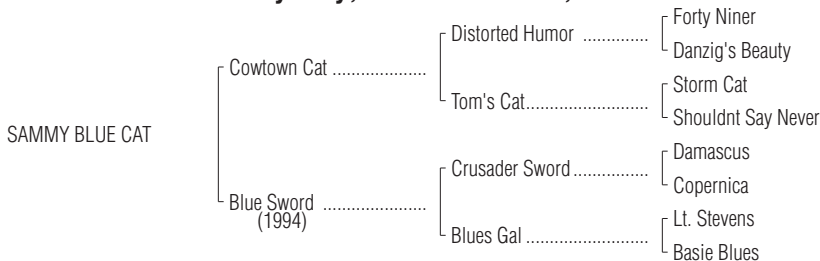 Forty Niner
Distorted Humor ..............
Danzig's Beauty
Cowtown Cat ....................
Storm Cat
Tom's Cat..........................
Shouldnt Say Never
SAMMY BLUE CAT
Damascus
Crusader Sword................
Copernica
Blue Sword ......................
(1994)
Lt. Stevens
Blues Gal ..........................
Basie Blues